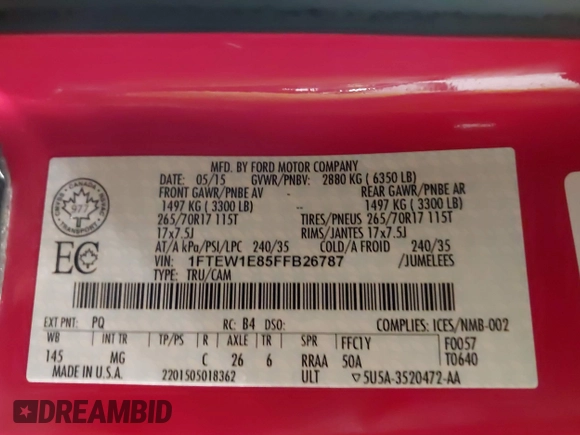 MFD. BY FORD MOTOR COMPANY
DATE: 05/15 GVWR/PNBV: 2880 KG ( 6350 LB)
FRONT GAWR/PNBE AV REAR GAWR/PNBE AR
1497 KG ( 3300 LB) -- -- 1497 KG ( 3300 LB)
265/70R17 115T TIRES/PNEUS 265/70R17 115T
17x7.5J RIMS/JANTES 17x7.5J
AT/A kPa/PSI/LPC 240/35 COLD/A FROID 240/35
VIN: 1FTEW1E85FFB26787 /JUMELEES
TYPE: TRU/CAM
CANADA
977
T
TRANSPORT
EC
EXT PNT: PQ RC: B4 DSO: COMPLIES: ICES/NMB-002
WB INT TR TP/PS R AXLE TR SPR FFC1Y F0057
145 MG C 26 6 RRAA 50A T0640
MADE IN U.S.A. 2201505018362 ULT ▽5U5A-3520472-AA
DREAMBID